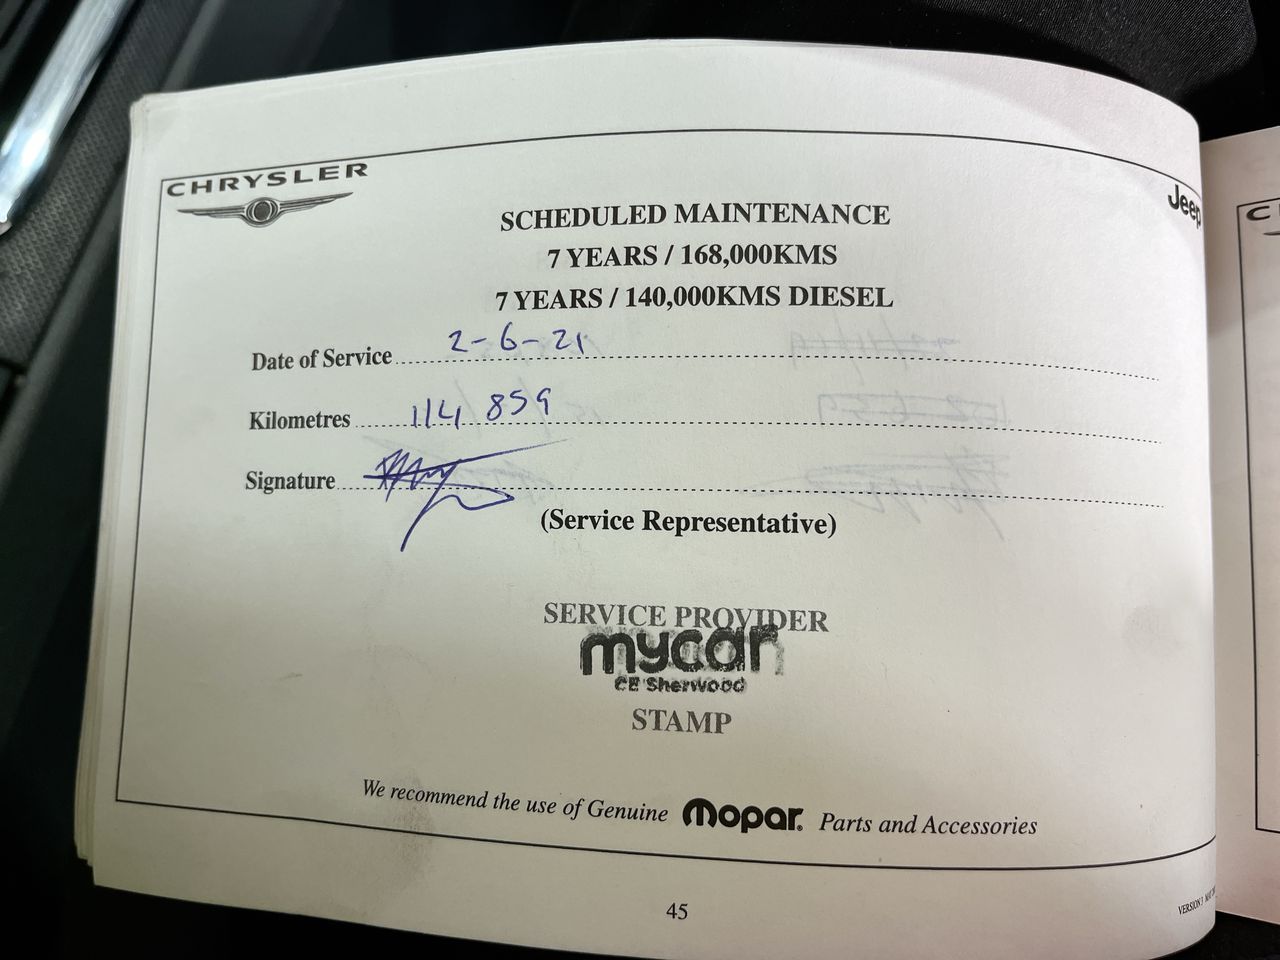 CHRYSLER
Jeep
SCHEDULED MAINTENANCE
7 YEARS / 168,000KMS
7 YEARS / 140,000KMS DIESEL
Date of Service 2-6-21
Kilometres 114 859
Signature
(Service Representative)
SERVICE PROVIDER
mycar
CE Sherwood
STAMP
We recommend the use of Genuine Mopar Parts and Accessories
45
VERSION 3